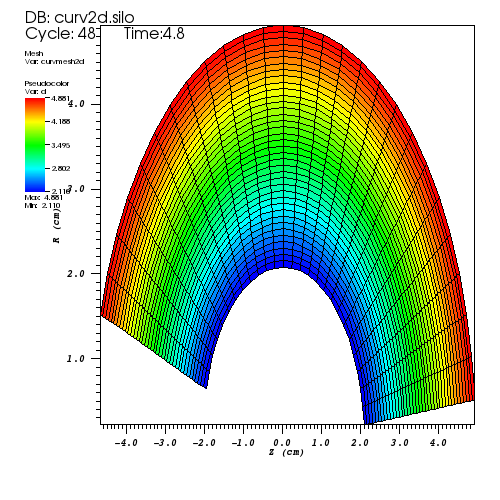 DB: curv2d.silo
Cycle: 48 Time:4.8
Mesh
Var: curvmesh2d
Pseudocolor
Var: d
4.881
4.188
3.495
2.802
2.110
Max: 4.881
Min: 2.110
4.0
3.0
2.0
1.0
R (cm)
-4.0 -3.0 -2.0 -1.0 0.0 1.0 2.0 3.0 4.0
Z (cm)